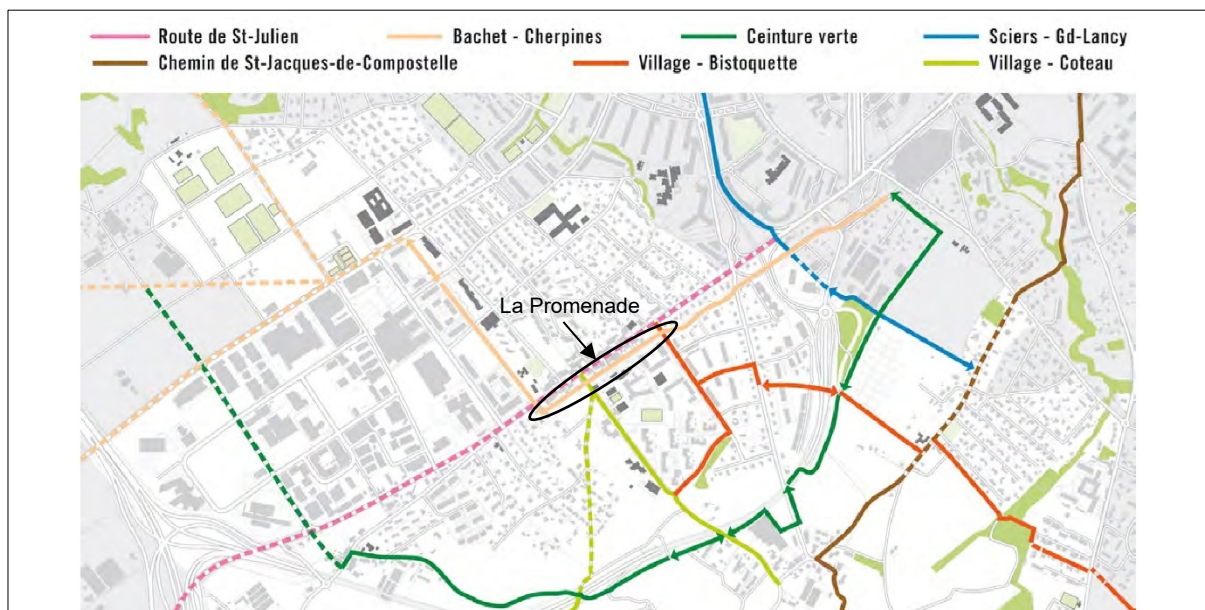 Route de St-Julien Bachet - Cherpines Ceinture verte Sciers - Gd-Lancy
Chemin de St-Jacques-de-Compostelle Village - Bistoquette Village - Coteau
La Promenade